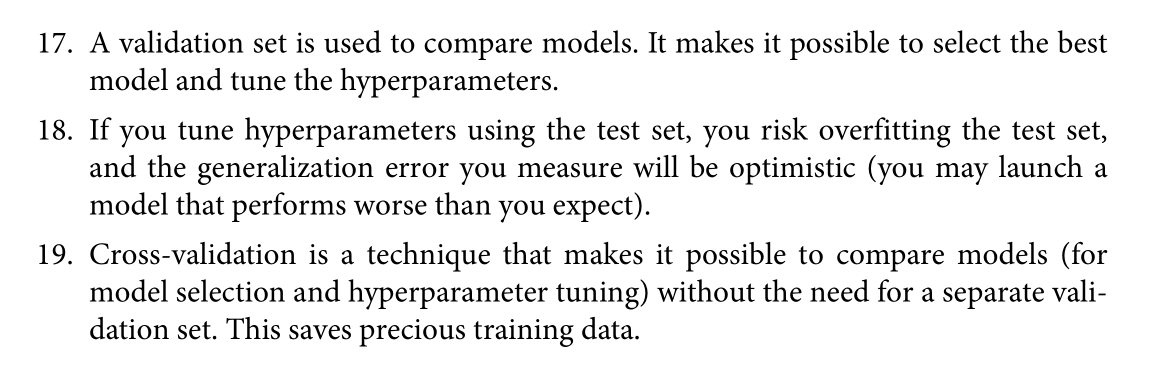 17. A validation set is used to compare models. It makes it possible to select the best
model and tune the hyperparameters.
18. If you tune hyperparameters using the test set, you risk overfitting the test set,
and the generalization error you measure will be optimistic (you may launch a
model that performs worse than you expect).
19. Cross-validation is a technique that makes it possible to compare models (for
model selection and hyperparameter tuning) without the need for a separate vali-
dation set. This saves precious training data.